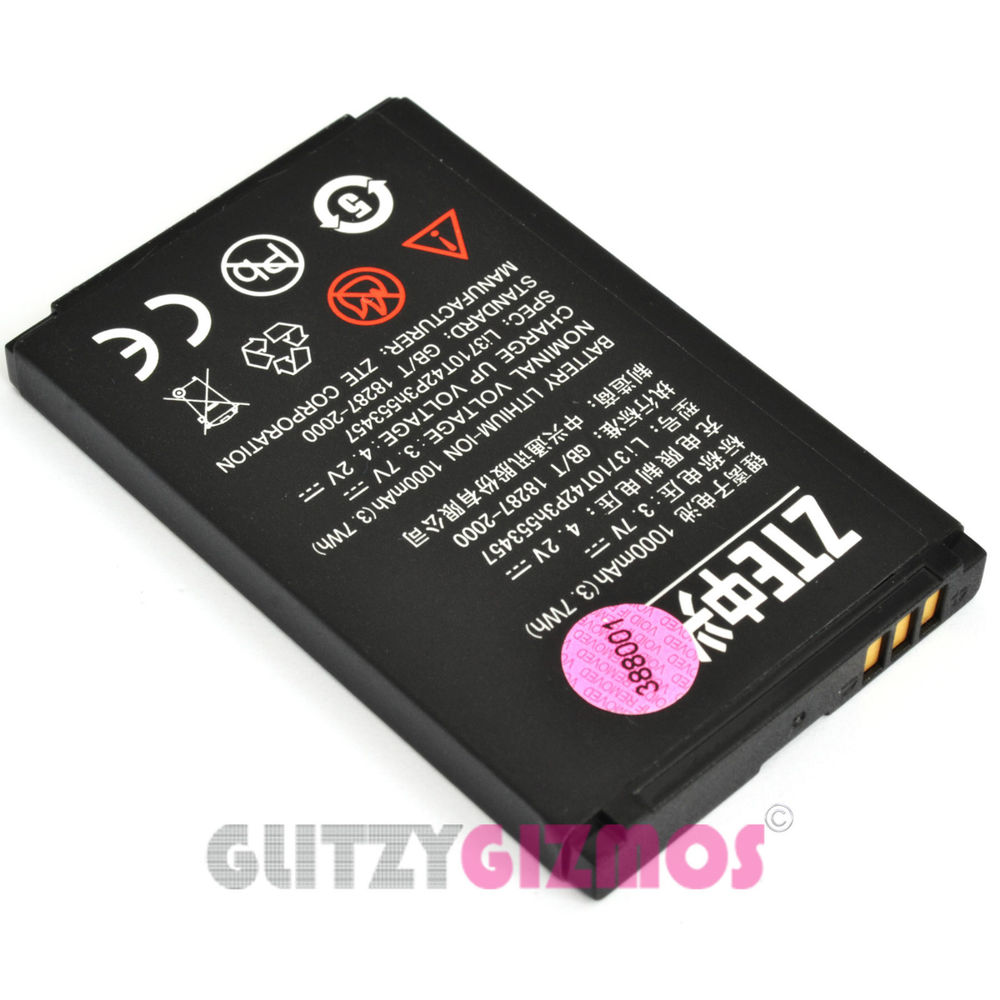 ZTE中兴
锂离子电池 1000mAh(3.7Wh)
标称电压: 3.7V
充电限制电压: 4.2V
型号: Li3710T42P3h553457
执行标准: GB/T 18287-2000
制造商: 中兴通讯股份有限公司
BATTERY LITHIUM-ION 1000mAh(3.7Wh)
NOMINAL VOLTAGE: 3.7V
CHARGE UP VOLTAGE: 4.2V
SPEC: Li3710T42P3h553457
STANDARD: GB/T 18287-2000
MANUFACTURER: ZTE CORPORATION
5
Pb
CE
388001
VOID IF REMOVED
GLITZYGIZMOS©